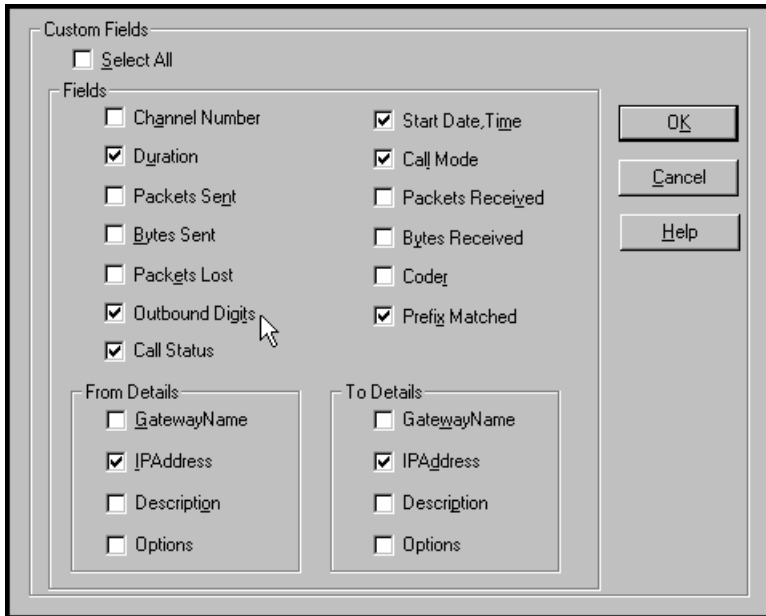 Custom Fields
Select All
Fields
Channel Number
Start Date,Time
OK
Duration
Call Mode
Cancel
Packets Sent
Packets Received
Bytes Sent
Bytes Received
Help
Packets Lost
Coder
Outbound Digits
Prefix Matched
Call Status
From Details
To Details
GatewayName
GatewayName
IPAddress
IPAddress
Description
Description
Options
Options